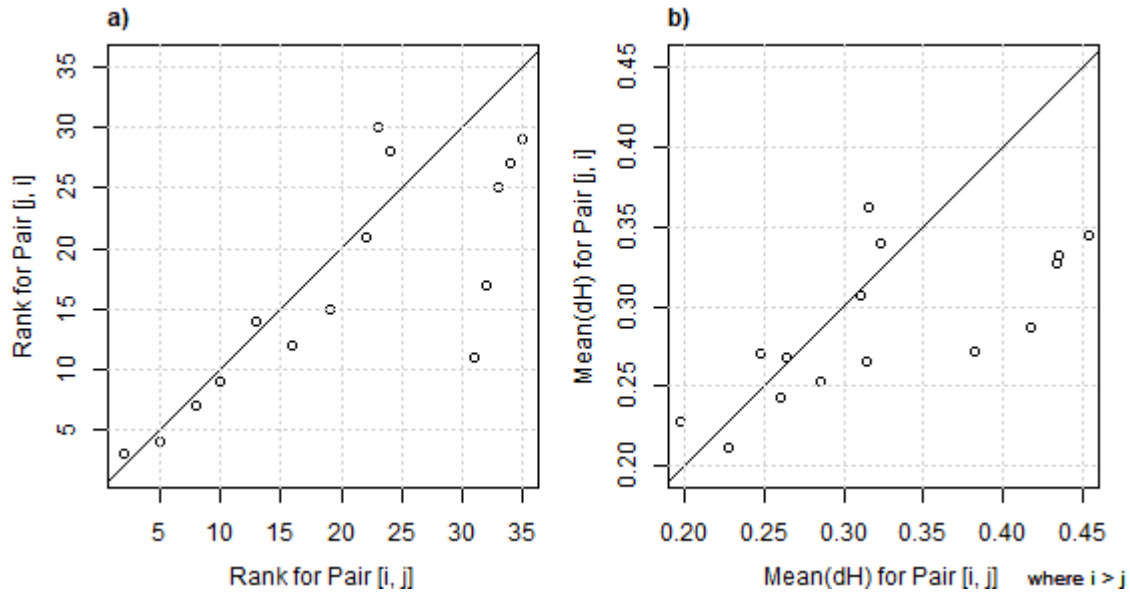 a)
Rank for Pair [j, i]
35
30
25
20
15
10
5
5 10 15 20 25 30 35
Rank for Pair [i, j]
b)
Mean(dH) for Pair [j, i]
0.45
0.40
0.35
0.30
0.25
0.20
0.20 0.25 0.30 0.35 0.40 0.45
Mean(dH) for Pair [i, j] where i > j